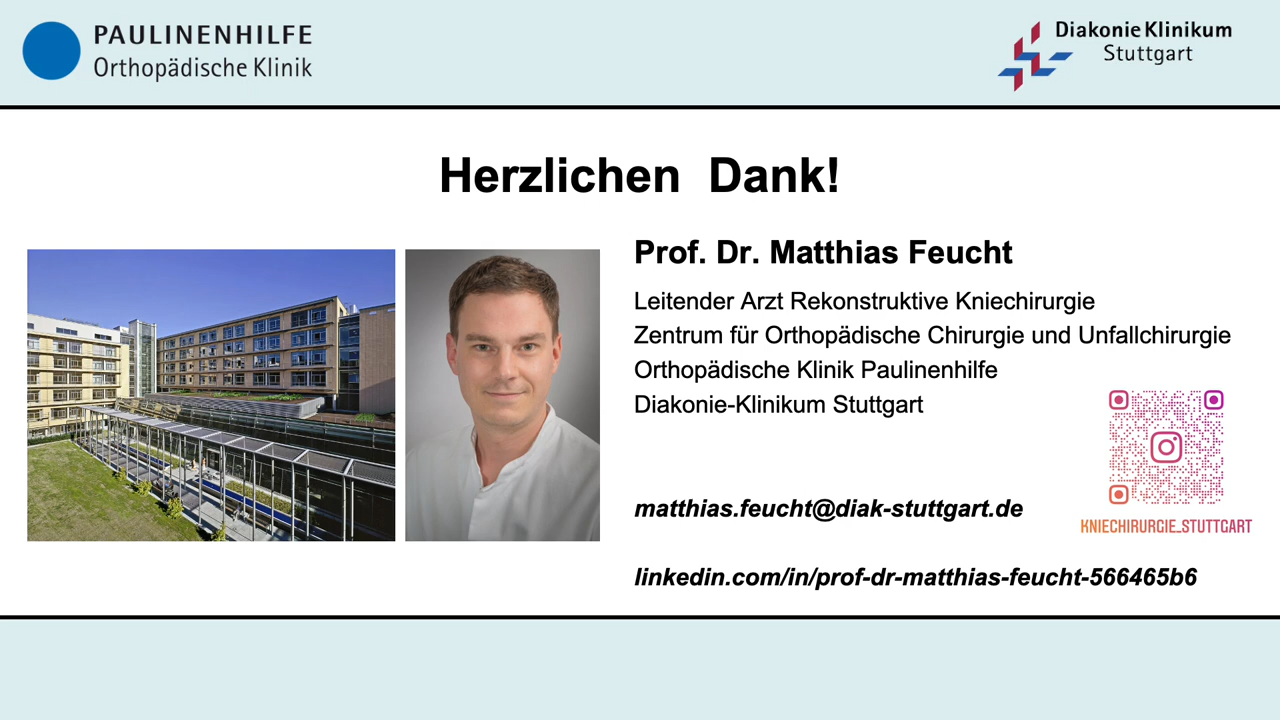 PAULINENHILFE
Orthopädische Klinik
Diakonie Klinikum
Stuttgart
Herzlichen Dank!
Prof. Dr. Matthias Feucht
Leitender Arzt Rekonstruktive Kniechirurgie
Zentrum für Orthopädische Chirurgie und Unfallchirurgie
Orthopädische Klinik Paulinenhilfe
Diakonie-Klinikum Stuttgart
matthias.feucht@diak-stuttgart.de
KNIECHIRURGIE_STUTTGART
linkedin.com/in/prof-dr-matthias-feucht-566465b6